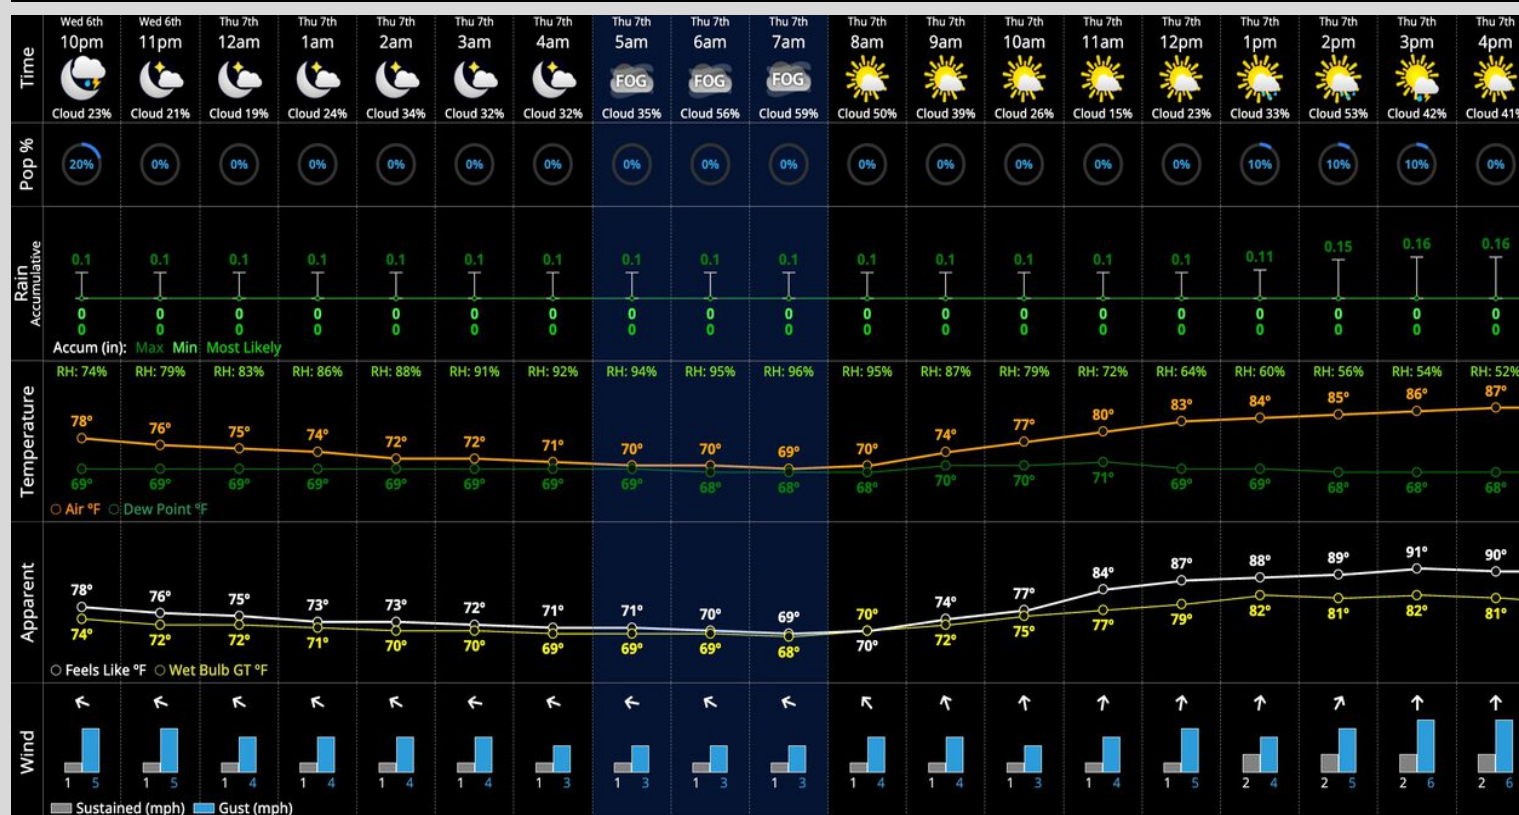 Wed 6th Wed 6th Thu 7th Thu 7th Thu 7th Thu 7th Thu 7th Thu 7th Thu 7th Thu 7th Thu 7th Thu 7th Thu 7th Thu 7th Thu 7th Thu 7th Thu 7th Thu 7th Thu 7th
Time
10pm 11pm 12am 1am 2am 3am 4am 5am 6am 7am 8am 9am 10am 11am 12pm 1pm 2pm 3pm 4pm
FOG FOG FOG
Cloud 23% Cloud 21% Cloud 19% Cloud 24% Cloud 34% Cloud 32% Cloud 32% Cloud 35% Cloud 56% Cloud 59% Cloud 50% Cloud 39% Cloud 26% Cloud 15% Cloud 23% Cloud 33% Cloud 53% Cloud 42% Cloud 41%
Pop %
20% 0% 0% 0% 0% 0% 0% 0% 0% 0% 0% 0% 0% 0% 0% 10% 10% 10% 0%
Rain
Accumulative
0.1 0.1 0.1 0.1 0.1 0.1 0.1 0.1 0.1 0.1 0.1 0.1 0.1 0.1 0.1 0.11 0.15 0.16 0.16
0 0 0 0 0 0 0 0 0 0 0 0 0 0 0 0 0 0 0
0 0 0 0 0 0 0 0 0 0 0 0 0 0 0 0 0 0 0
Accum (in): Max Min Most Likely
Temperature
RH: 74% RH: 79% RH: 83% RH: 86% RH: 88% RH: 91% RH: 92% RH: 94% RH: 95% RH: 96% RH: 95% RH: 87% RH: 79% RH: 72% RH: 64% RH: 60% RH: 56% RH: 54% RH: 52%
78° 76° 75° 74° 72° 72° 71° 70° 70° 69° 70° 74° 77° 80° 83° 84° 85° 86° 87°
69° 69° 69° 69° 69° 69° 69° 69° 68° 68° 68° 70° 70° 71° 69° 69° 68° 68° 68°
Air ºF Dew Point ºF
Apparent
78° 76° 75° 73° 73° 72° 71° 71° 70° 69° 70° 74° 77° 84° 87° 88° 89° 91° 90°
74° 72° 72° 71° 70° 70° 69° 69° 69° 68° 70° 72° 75° 77° 79° 82° 81° 82° 81°
Feels Like ºF Wet Bulb GT ºF
Wind
1 5 1 5 1 4 1 4 1 4 1 4 1 3 1 3 1 3 1 3 1 4 1 4 1 3 1 4 1 5 2 4 2 5 2 6 2 6
Sustained (mph) Gust (mph)